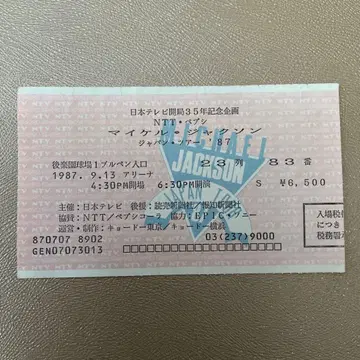 日本テレビ開局35年記念企画
NTT・ペプシ
マイケル・ジャクソン
ジャパン・ツアー '87
MICHAEL
JACKSON
JAPAN TOUR
後楽園球場1ブルペン入口
23列 83番
1987. 9.13 アリーナ
4:30PM開場 6:30PM開演 S ¥6,500
主催：日本テレビ 後援：読売新聞社／報知新聞社
協賛：NTT／ペプシコーラ 協力：EPIC・ソニー
運営・制作：キョードー東京／キョードー横浜
870707 8902 03(237)9000
GEN07073013
入場税
につき
税務署